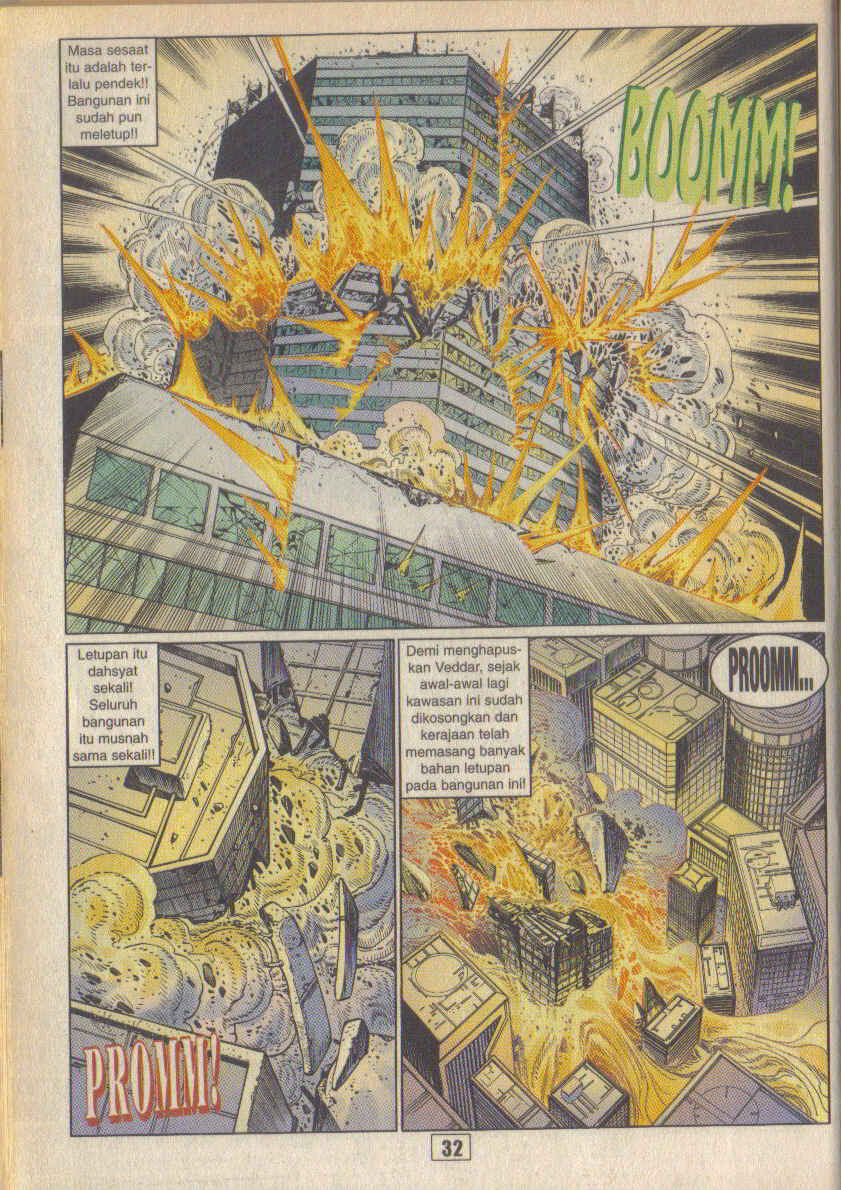 Masa sesaat
itu adalah ter-
lalu pendek!!
Bangunan ini
sudah pun
meletup!!
BOOMM!
Letupan itu
dahsyat
sekali!
Seluruh
bangunan
itu musnah
sama sekali!!
PROMM!
Demi menghapus-
kan Veddar, sejak
awal-awal lagi
kawasan ini sudah
dikosongkan dan
kerajaan telah
memasang banyak
bahan letupan
pada bangunan ini!
PROOMM...
32